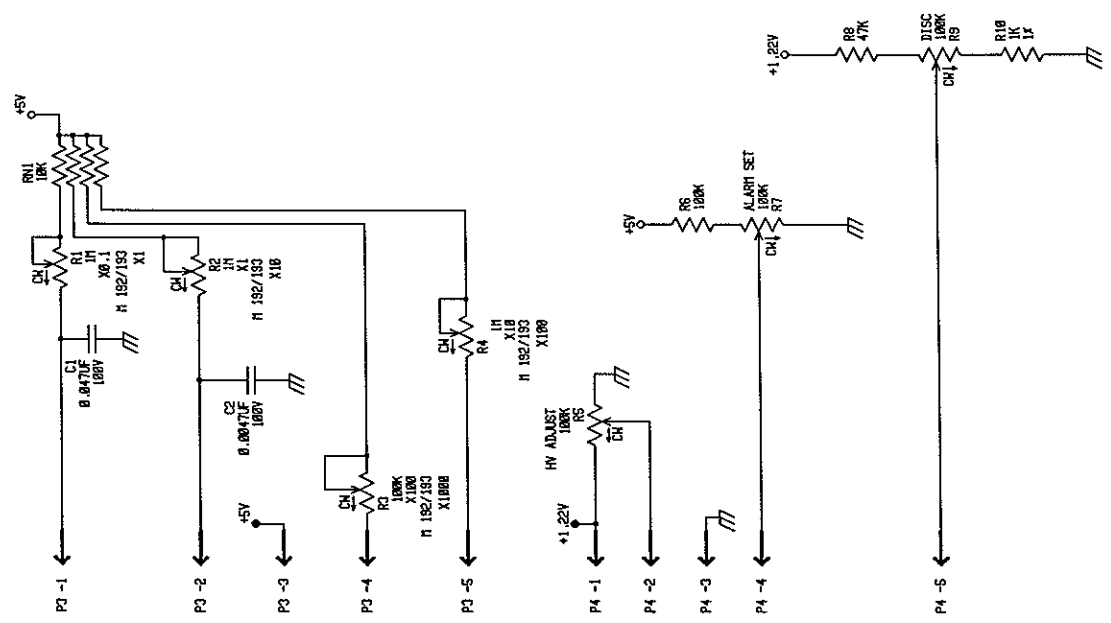 +5V
RN1
10K
CW
R1
1M
X0.1
M 192/193
X1
C1
0.047UF
100V
P3 -1
CW
R2
1M
X1
M 192/193
X10
C2
0.0047UF
100V
P3 -2
+5V
P3 -3
CW
R3
100K
X100
M 192/193
X1000
P3 -4
CW
R4
1M
X10
M 192/193
X100
P3 -5
+1.22V
HV ADJUST
100K
R5
CW
P4 -1
P4 -2
P4 -3
+5V
R6
100K
ALARM SET
100K
R7
CW
P4 -4
+1.22V
R8
47K
DISC
100K
R9
CW
R10
1K
1%
P4 -5